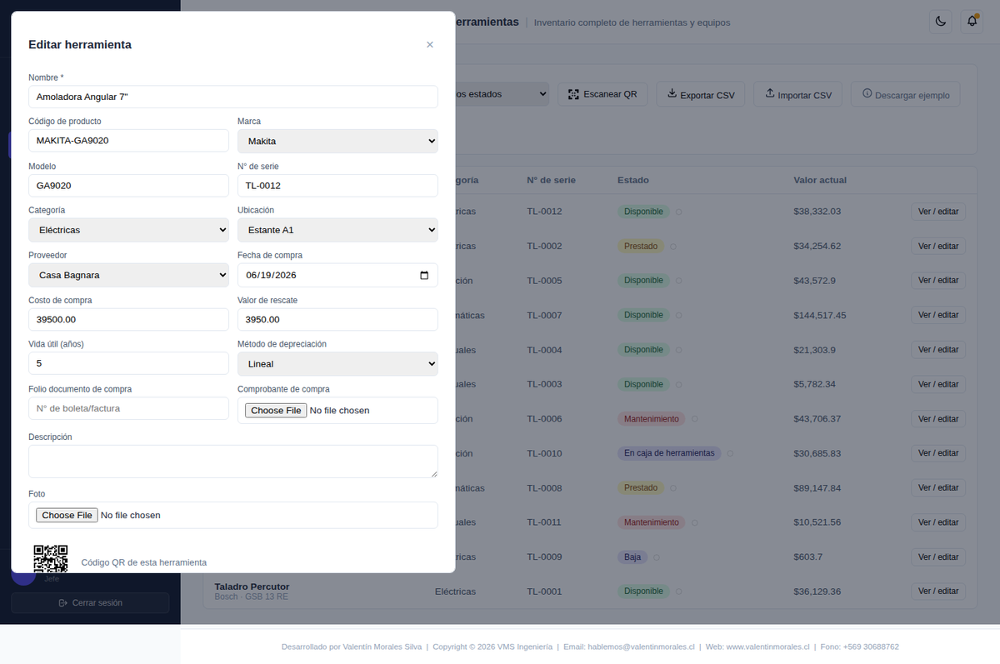 Editar herramienta
×
Nombre *
Amoladora Angular 7"
Código de producto
Marca
MAKITA-GA9020
Makita
Modelo
N° de serie
GA9020
TL-0012
Categoría
Ubicación
Eléctricas
Estante A1
Proveedor
Fecha de compra
Casa Bagnara
06/19/2026
Costo de compra
Valor de rescate
39500.00
3950.00
Vida útil (años)
Método de depreciación
5
Lineal
Folio documento de compra
Comprobante de compra
N° de boleta/factura
Choose File No file chosen
Descripción
Foto
Choose File No file chosen
Código QR de esta herramienta
Jefe
Cerrar sesión
erramientas | Inventario completo de herramientas y equipos
os estados
Escanear QR
Exportar CSV
Importar CSV
Descargar ejemplo
goría N° de serie Estado Valor actual
ricas TL-0012 Disponible $38,332.03 Ver / editar
ricas TL-0002 Prestado $34,254.62 Ver / editar
ción TL-0005 Disponible $43,572.9 Ver / editar
máticas TL-0007 Disponible $144,517.45 Ver / editar
uales TL-0004 Disponible $21,303.9 Ver / editar
uales TL-0003 Disponible $5,782.34 Ver / editar
ción TL-0006 Mantenimiento $43,706.37 Ver / editar
ción TL-0010 En caja de herramientas $30,685.83 Ver / editar
máticas TL-0008 Prestado $89,147.84 Ver / editar
uales TL-0011 Mantenimiento $10,521.56 Ver / editar
ricas TL-0009 Baja $603.7 Ver / editar
Taladro Percutor
Bosch · GSB 13 RE
Eléctricas TL-0001 Disponible $36,129.36 Ver / editar
Desarrollado por Valentín Morales Silva | Copyright © 2026 VMS Ingeniería | Email: hablemos@valentinmorales.cl | Web: www.valentinmorales.cl | Fono: +569 30688762